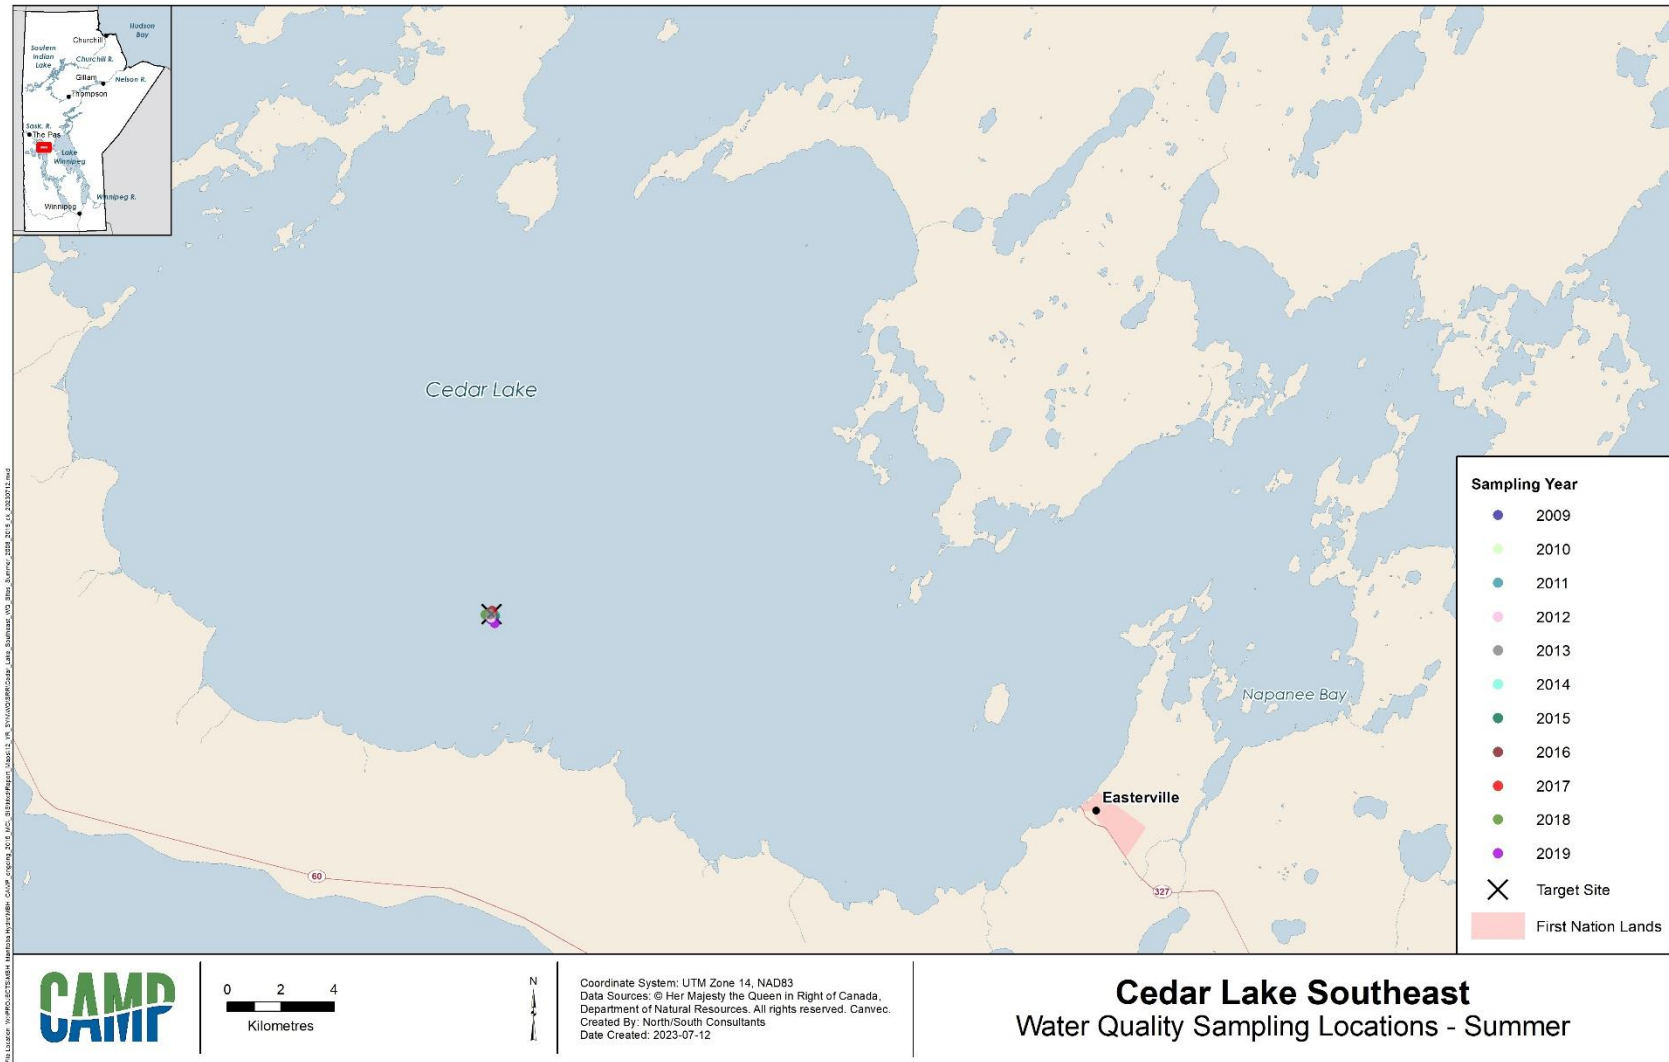 Hudson
Bay
Churchill
Churchill R.
Gillam
Nelson R.
Thompson
Sask. R.
The Pas
Lake
Winnipeg
Winnipeg R.
Winnipeg
Cedar Lake
Napanee Bay
Easterville
60
327
Sampling Year
2009
2010
2011
2012
2013
2014
2015
2016
2017
2018
2019
Target Site
First Nation Lands
CAMP
0 2 4
Kilometres
N
Coordinate System: UTM Zone 14, NAD83
Data Sources: © Her Majesty the Queen in Right of Canada,
Department of Natural Resources. All rights reserved. Canvec.
Created By: North/South Consultants
Date Created: 2023-07-12
Cedar Lake Southeast
Water Quality Sampling Locations - Summer